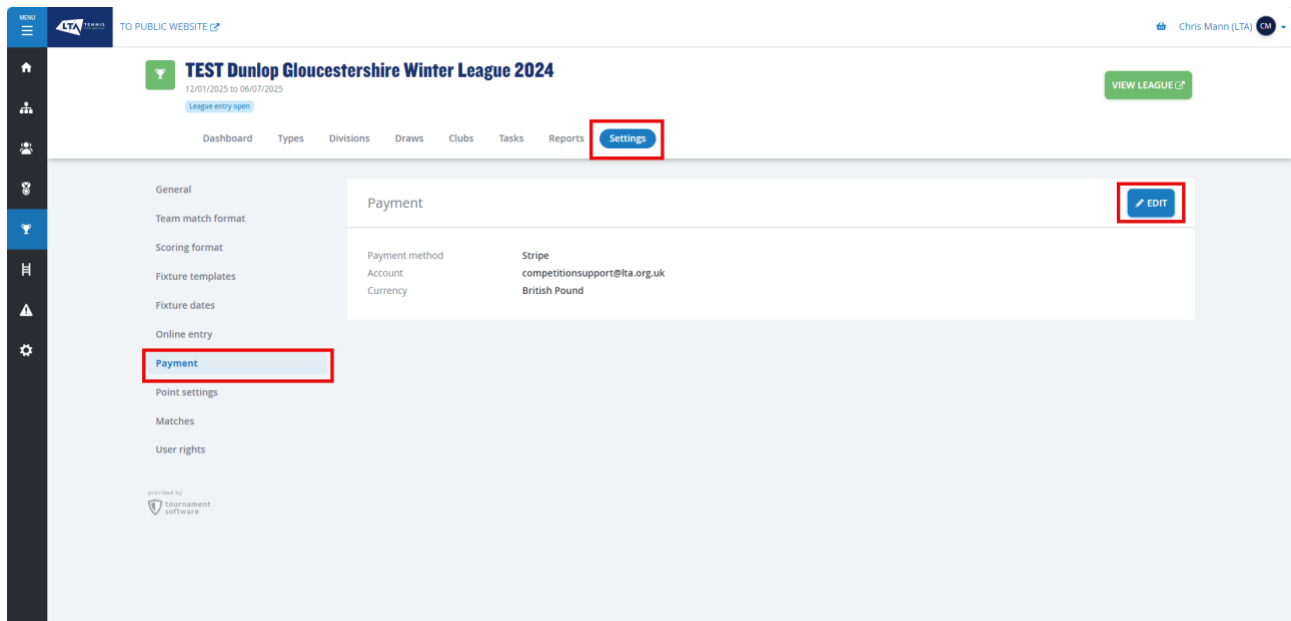 MENU
LTA TENNIS
TO PUBLIC WEBSITE
Chris Mann (LTA) CM
TEST Dunlop Gloucestershire Winter League 2024
12/01/2025 to 06/07/2025
League entry open
VIEW LEAGUE
Dashboard Types Divisions Draws Clubs Tasks Reports Settings
General
Team match format
Scoring format
Fixture templates
Fixture dates
Online entry
Payment
Point settings
Matches
User rights
Payment
EDIT
Payment method Stripe
Account competitionsupport@lta.org.uk
Currency British Pound
provided by
tournament
software